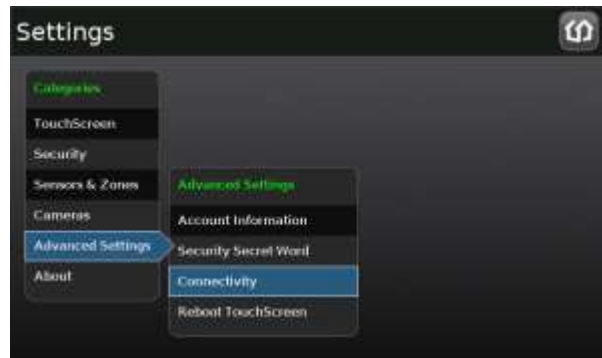 Settings
Categories
TouchScreen
Security
Sensors & Zones
Cameras
Advanced Settings
About
Advanced Settings
Account Information
Security Secret Word
Connectivity
Reboot TouchScreen